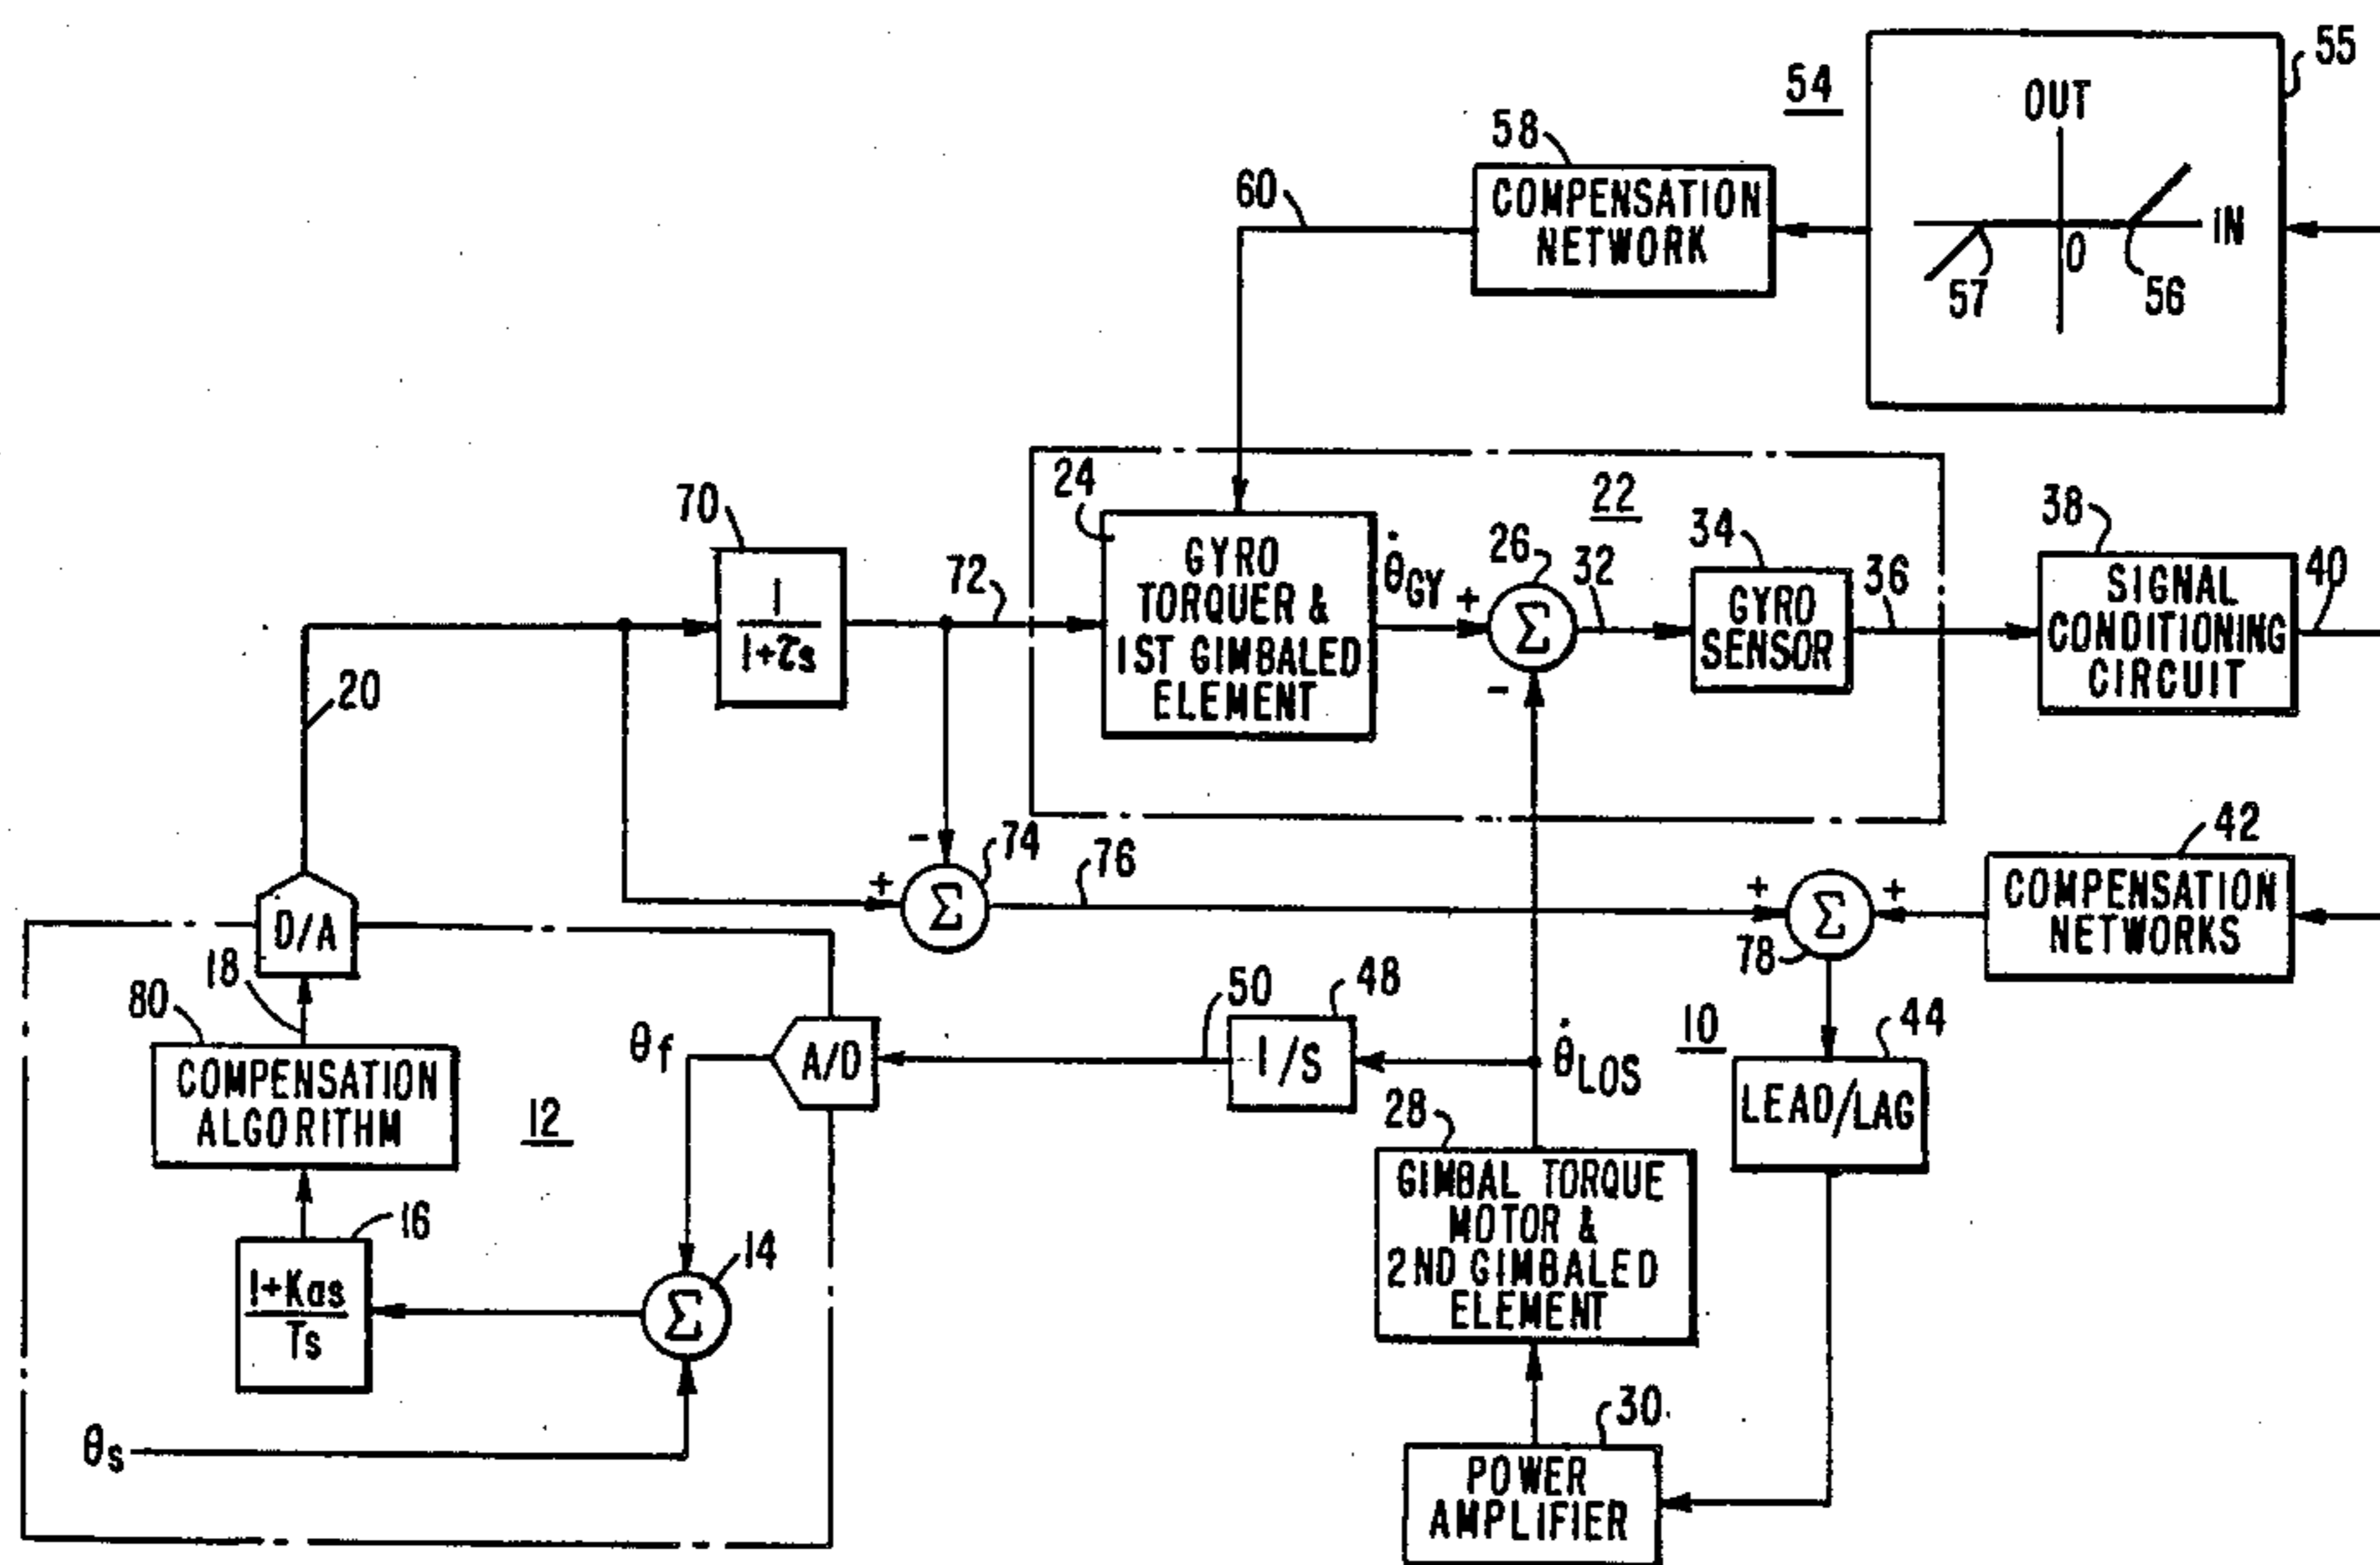 55
54
OUT
58
COMPENSATION
NETWORK
60
IN
0
57
56
24
22
70
1
1+τs
72
GYRO
TORQUER &
1ST GIMBALED
ELEMENT
θ̇GY
+
26
Σ
-
32
34
GYRO
SENSOR
36
38
SIGNAL
CONDITIONING
CIRCUIT
40
20
-
74
+
Σ
76
42
COMPENSATION
NETWORKS
+
+
Σ
78
D/A
18
80
COMPENSATION
ALGORITHM
12
θf
A/D
50
48
1/S
θ̇LOS
10
44
LEAD/LAG
28
GIMBAL TORQUE
MOTOR &
2ND GIMBALED
ELEMENT
16
1+Kas
Ts
14
Σ
θs
30
POWER
AMPLIFIER